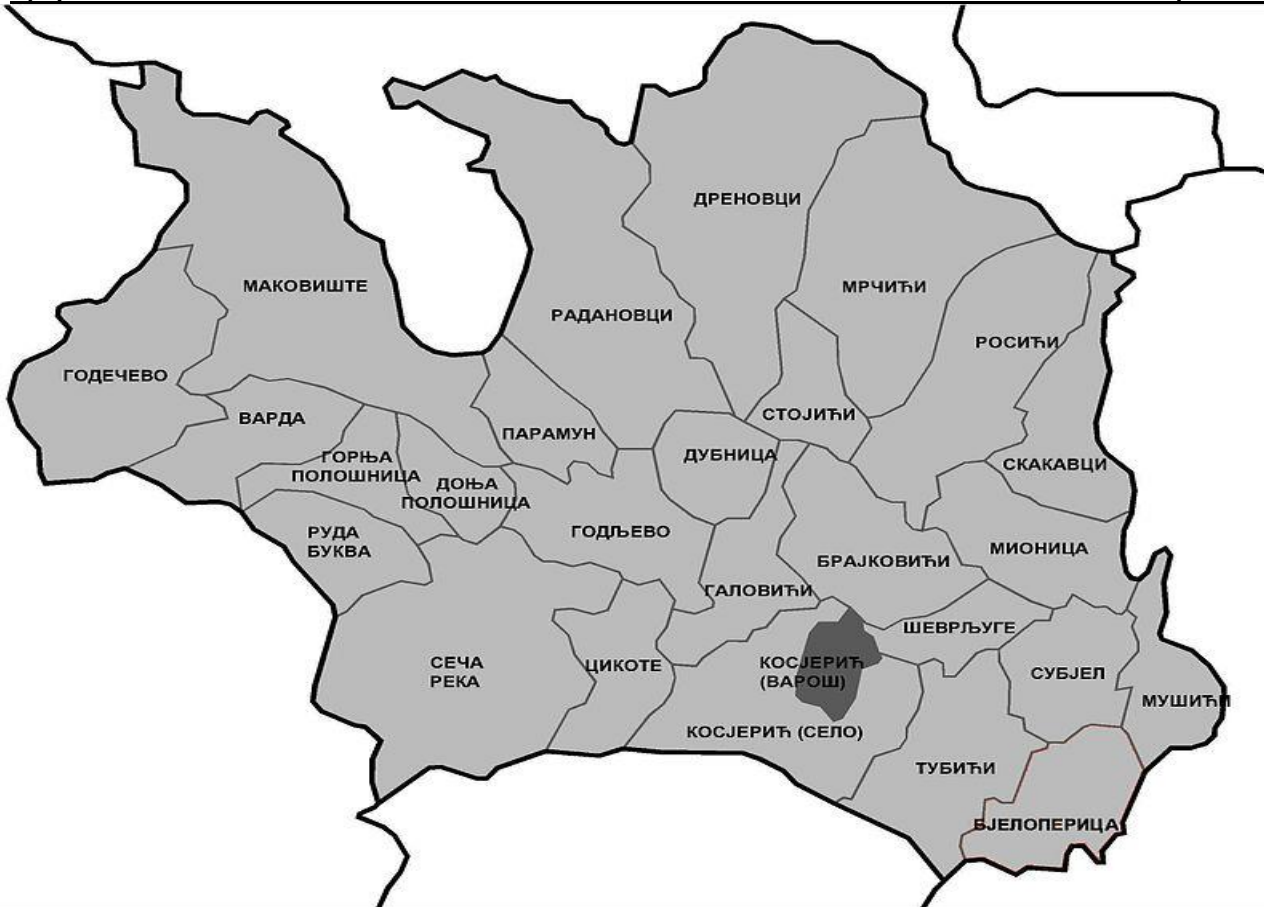 ДРЕНОВЦИ
МАКОВИШТЕ
МРЧИЋИ
РАДАНОВЦИ
РОСИЋИ
ГОДЕЧЕВО
ВАРДА
СТОЈИЋИ
ПАРАМУН
ДУБНИЦА
ГОРЊА
ПОЛОШНИЦА
СКАКАВЦИ
ДОЊА
ПОЛОШНИЦА
РУДА
БУКВА
ГОДЉЕВО
МИОНИЦА
БРАЈКОВИЋИ
ГАЛОВИЋИ
ШЕВРЉУГЕ
СЕЧА
РЕКА
ЦИКОТЕ
КОСЈЕРИЋ
(ВАРОШ)
СУБЈЕЛ
МУШИЋИ
КОСЈЕРИЋ (СЕЛО)
ТУБИЋИ
БЈЕЛОПЕРИЦА